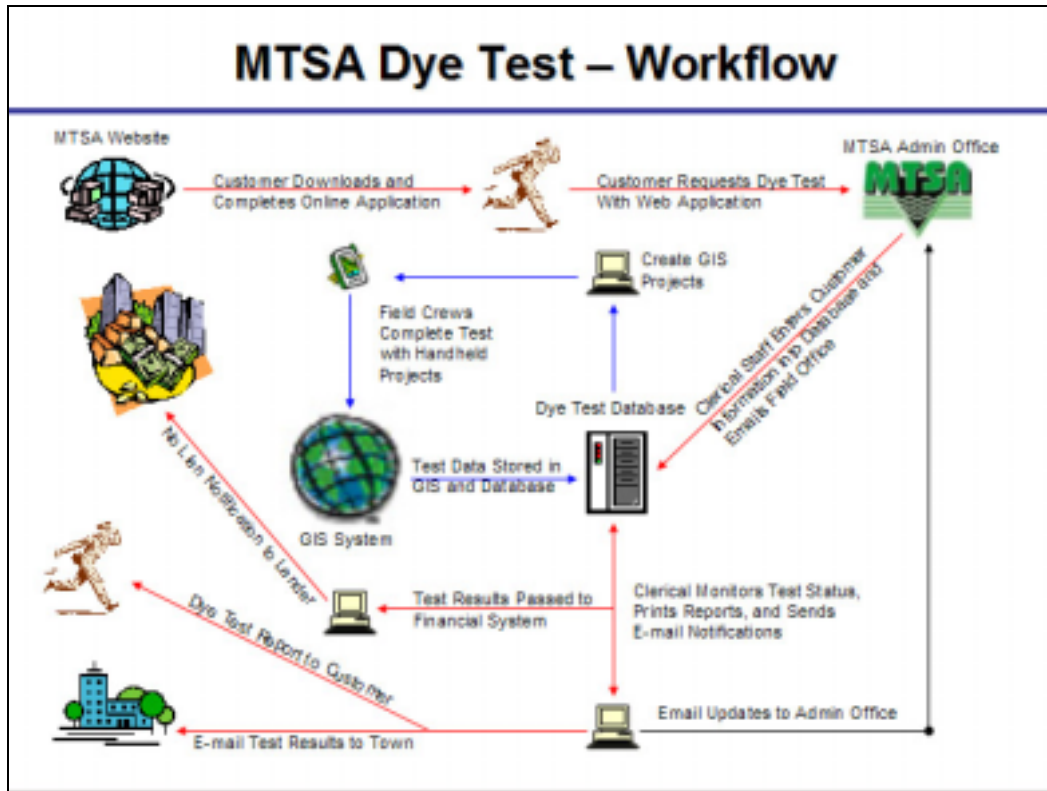 MTSA Dye Test – Workflow
MTSA Website
MTSA Admin Office
MTSA
Customer Downloads and
Completes Online Application
Customer Requests Dye Test
With Web Application
Create GIS
Projects
Clerical Staff Enters Customer
Information into Database and
Emails Field Office
Field Crews
Complete Test
with Handheld
Projects
Dye Test Database
Test Data Stored in
GIS and Database
GIS System
No Lien Notification to Lender
Test Results Passed to
Financial System
Clerical Monitors Test Status,
Prints Reports, and Sends
E-mail Notifications
Dye Test Report to Customer
Email Updates to Admin Office
E-mail Test Results to Town